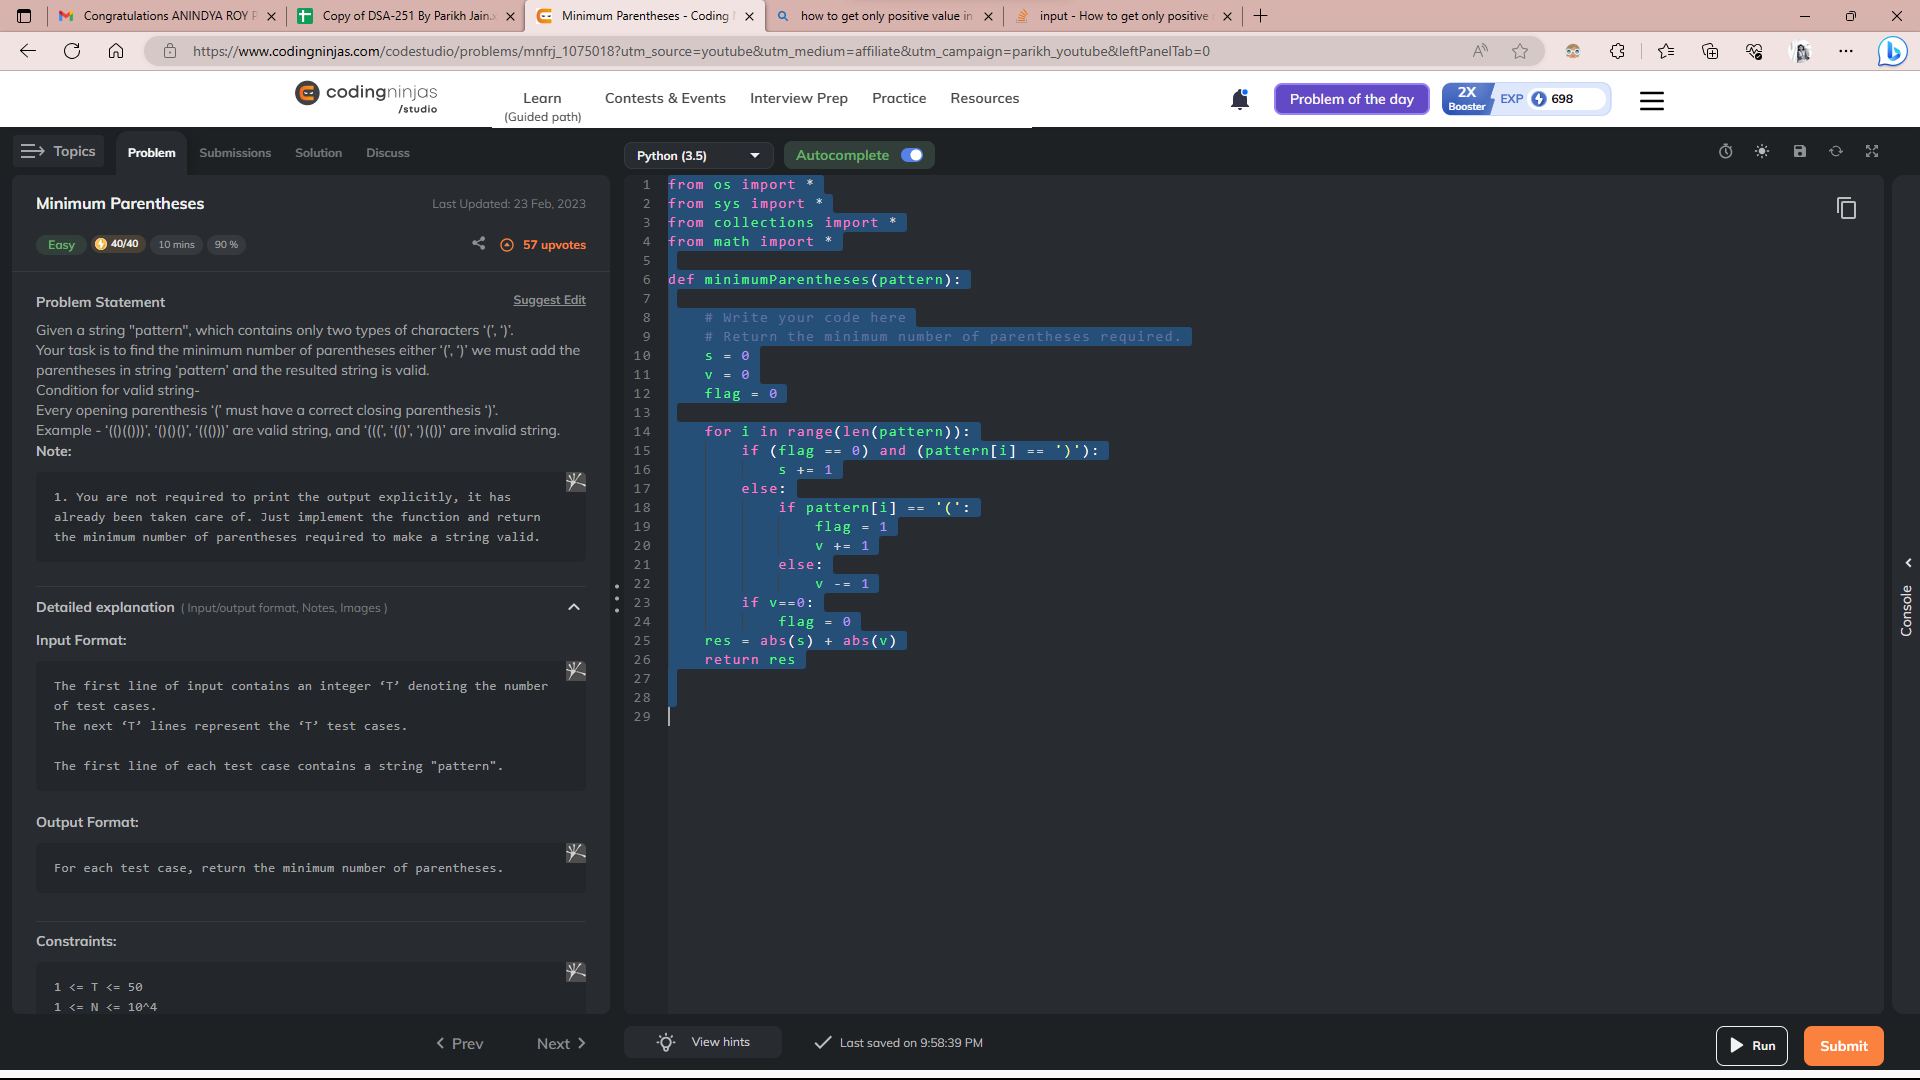 Congratulations ANINDYA ROY P
Copy of DSA-251 By Parikh Jain.x
Minimum Parentheses - Coding
how to get only positive value in
input - How to get only positive
https://www.codingninjas.com/codestudio/problems/mnfrj_1075018?utm_source=youtube&utm_medium=affiliate&utm_campaign=parikh_youtube&leftPanelTab=0
codingninjas
/studio
Learn
(Guided path)
Contests & Events
Interview Prep
Practice
Resources
Problem of the day
2X
Booster
EXP
698
Topics
Problem
Submissions
Solution
Discuss
Python (3.5)
Autocomplete
Minimum Parentheses
Last Updated: 23 Feb, 2023
Easy
40/40
10 mins
90 %
57 upvotes
Problem Statement
Suggest Edit
Given a string "pattern", which contains only two types of characters ‘(’, ‘)’.
Your task is to find the minimum number of parentheses either ‘(’, ‘)’ we must add the
parentheses in string ‘pattern’ and the resulted string is valid.
Condition for valid string-
Every opening parenthesis ‘(’ must have a correct closing parenthesis ‘)’.
Example - ‘(()(()))’, ‘()()()’, ‘((()))’ are valid string, and ‘(((’, ‘(()’, ‘)(())’ are invalid string.
Note:
1. You are not required to print the output explicitly, it has
already been taken care of. Just implement the function and return
the minimum number of parentheses required to make a string valid.
Detailed explanation ( Input/output format, Notes, Images )
Input Format:
The first line of input contains an integer ‘T’ denoting the number
of test cases.
The next ‘T’ lines represent the ‘T’ test cases.
The first line of each test case contains a string "pattern".
Output Format:
For each test case, return the minimum number of parentheses.
Constraints:
1 <= T <= 50
1 <= N <= 10^4
Prev
Next
1 from os import *
2 from sys import *
3 from collections import *
4 from math import *
5
6 def minimumParentheses(pattern):
7
8     # Write your code here
9     # Return the minimum number of parentheses required.
10     s = 0
11     v = 0
12     flag = 0
13
14     for i in range(len(pattern)):
15         if (flag == 0) and (pattern[i] == ')'):
16             s += 1
17         else:
18             if pattern[i] == '(':
19                 flag = 1
20                 v += 1
21             else:
22                 v -= 1
23         if v==0:
24             flag = 0
25     res = abs(s) + abs(v)
26     return res
27
28
29
Console
View hints
Last saved on 9:58:39 PM
Run
Submit